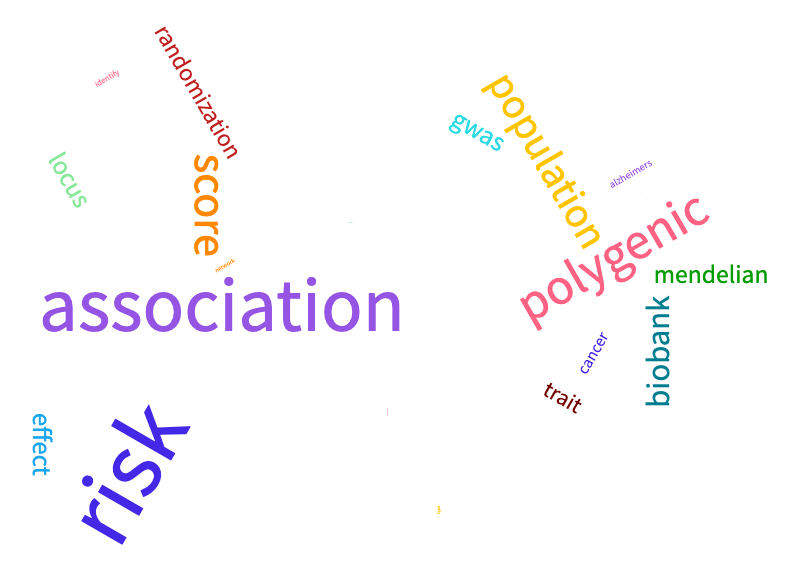 randomization
identify
population
gwas
locus
score
alzheimers
polygenic
network
mendelian
association
biobank
cancer
trait
effect
risk